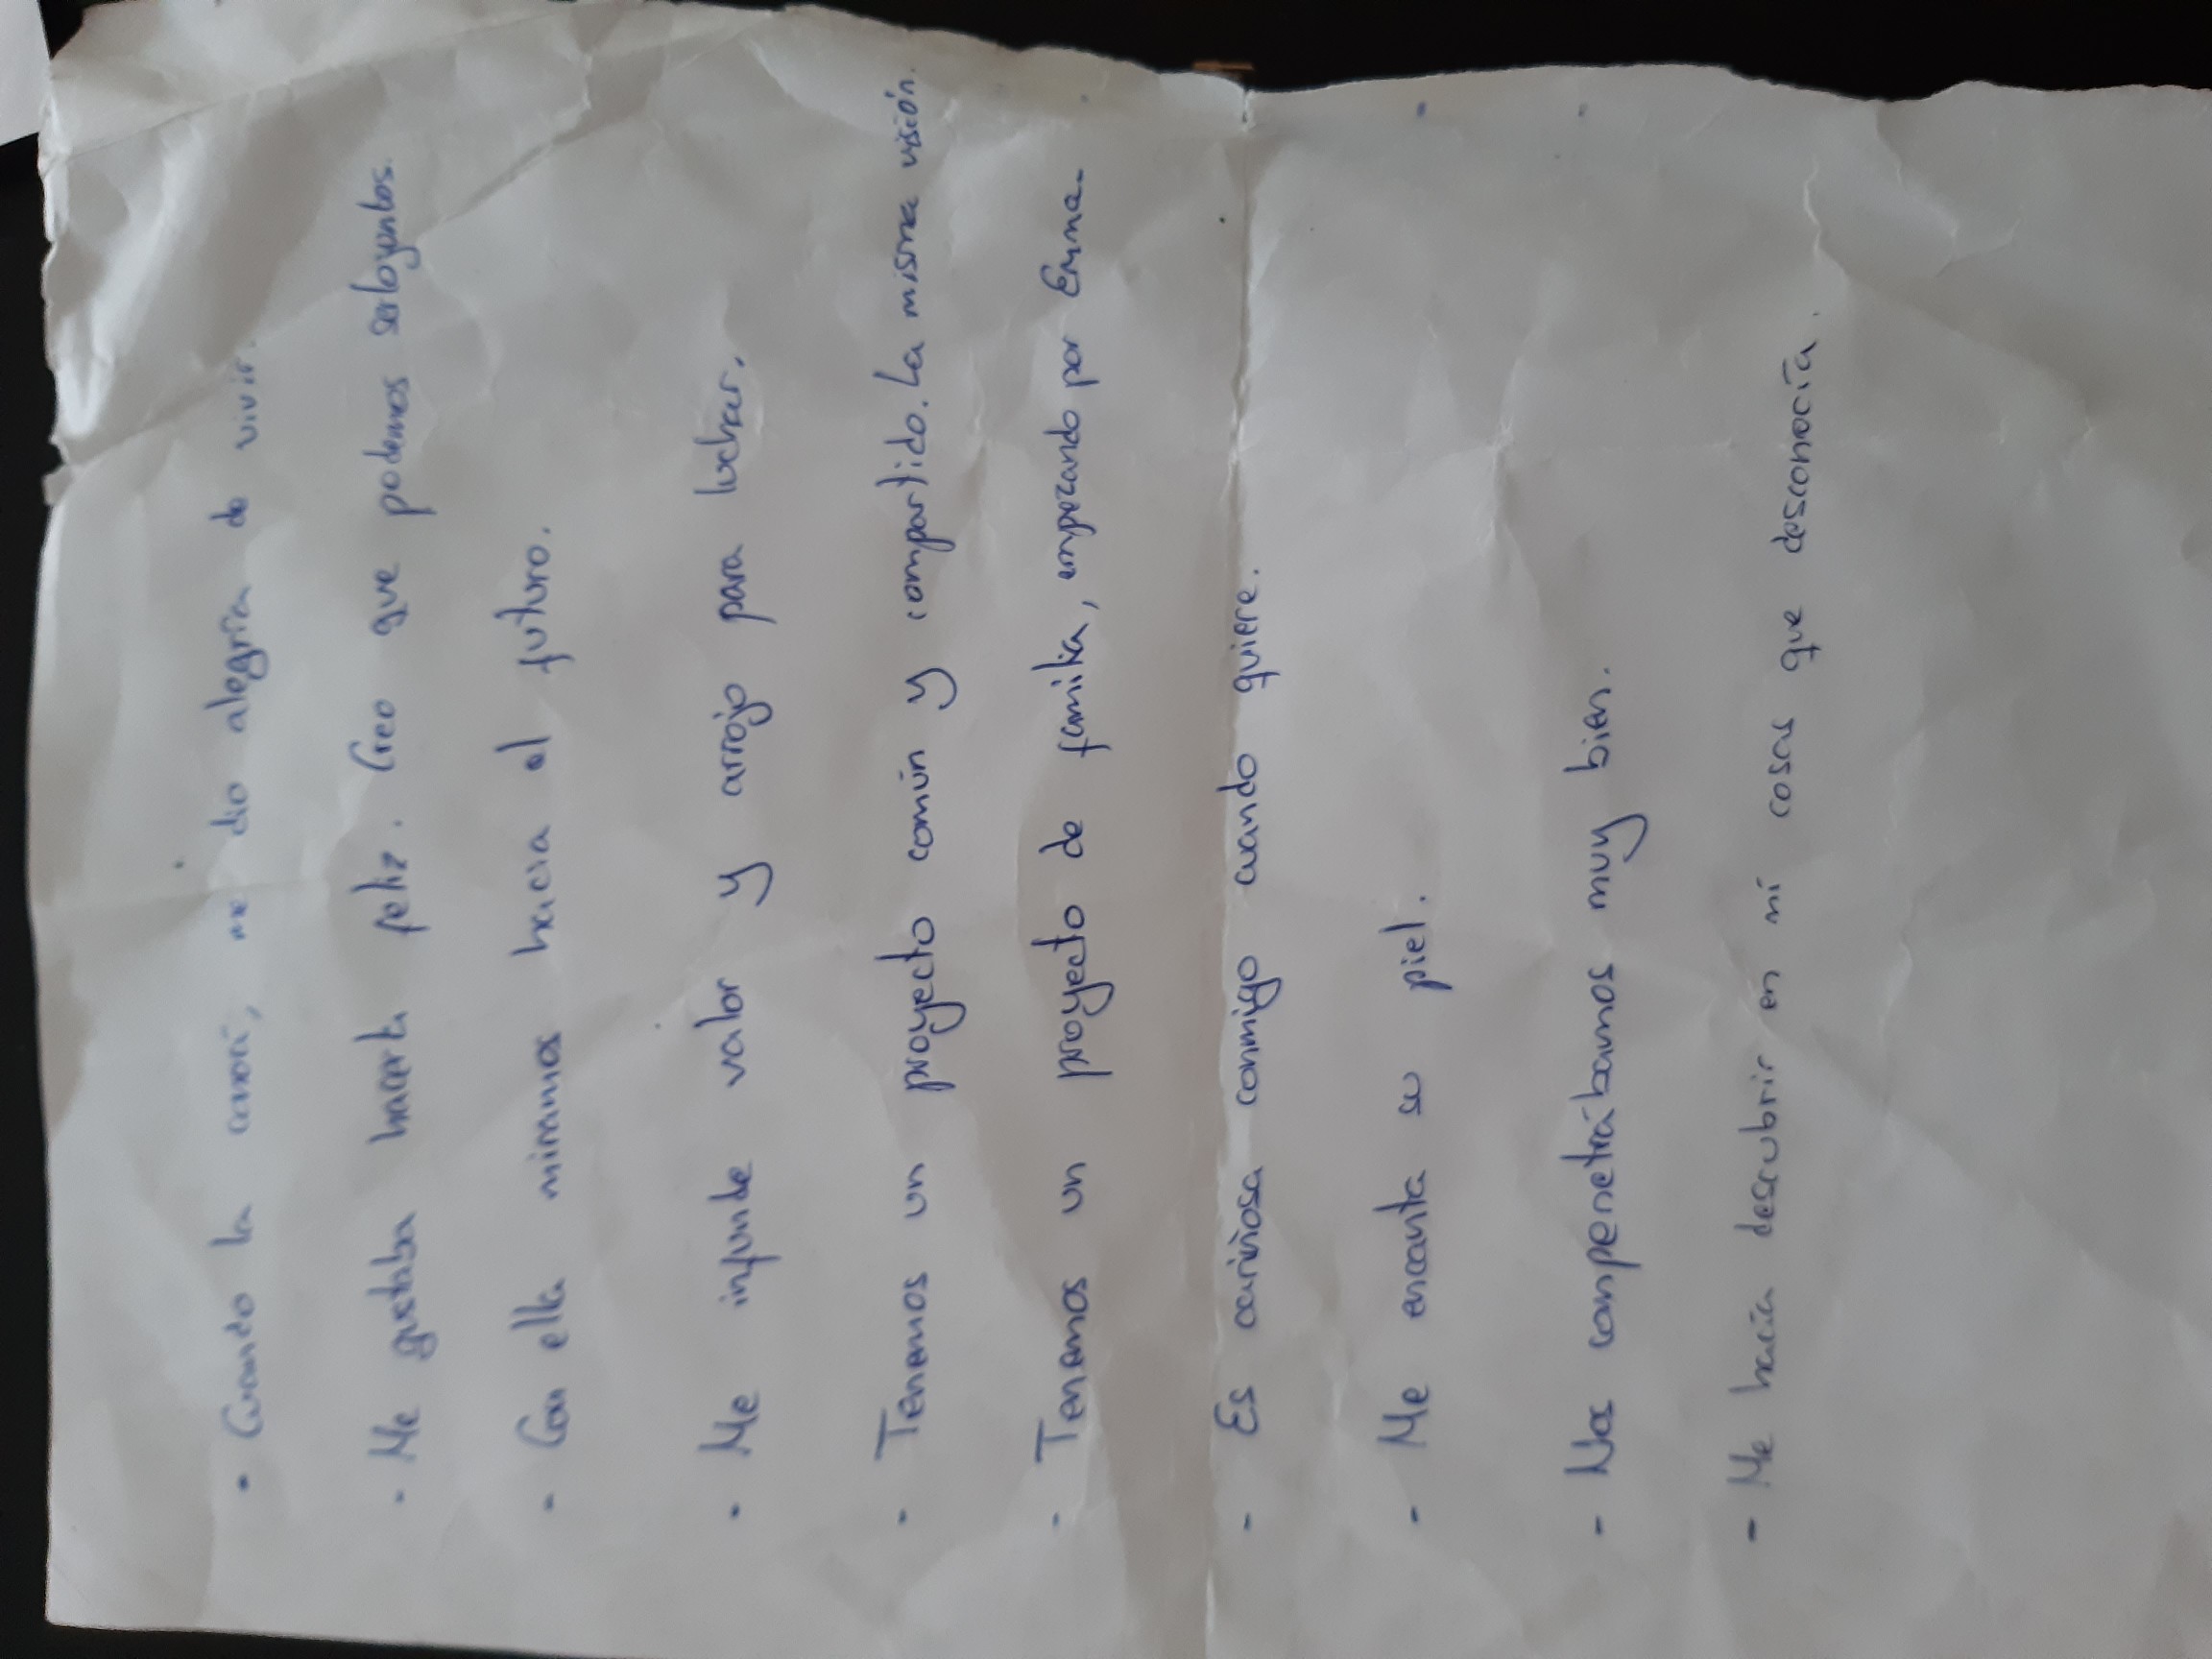 - Cuando la conocí, me dio alegría de vivir.
- Me gustaba hacerla feliz. Creo que podemos serlo juntos.
- Con ella miramos hacia el futuro.
- Me infunde valor y arrojo para luchar.
- Tenemos un proyecto común y compartido. La misma visión.
- Tenemos un proyecto de familia, empezando por Emma.
- Es cariñosa conmigo cuando quiere.
- Me encanta su piel.
- Nos compenetrábamos muy bien.
- Me hacía descubrir en mí cosas que desconocía.